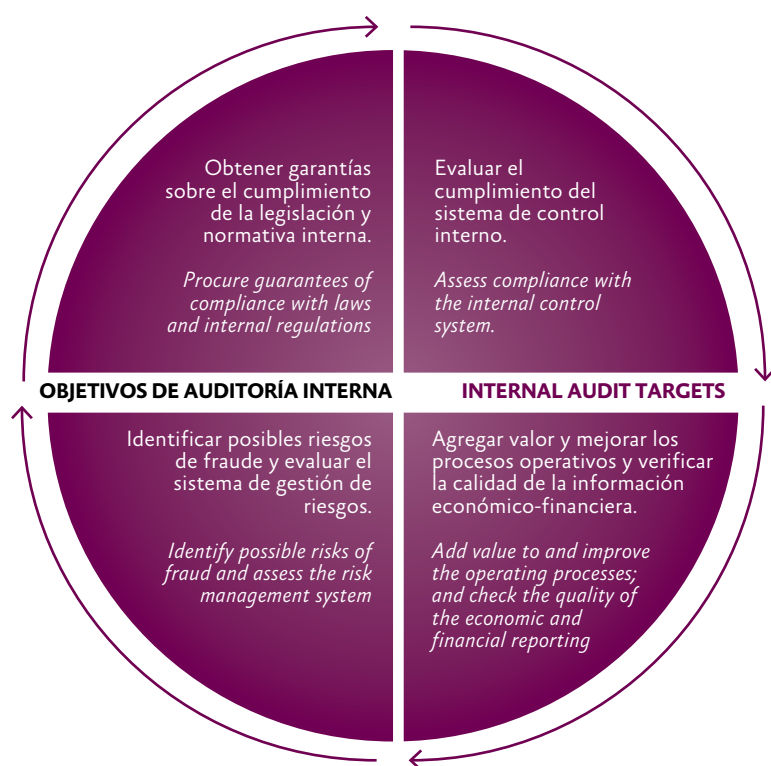 Obtener garantías
sobre el cumplimiento
de la legislación y
normativa interna.
Procure guarantees of
compliance with laws
and internal regulations
Evaluar el
cumplimiento del
sistema de control
interno.
Assess compliance with
the internal control
system.
OBJETIVOS DE AUDITORÍA INTERNA
INTERNAL AUDIT TARGETS
Identificar posibles riesgos
de fraude y evaluar el
sistema de gestión de
riesgos.
Identify possible risks of
fraud and assess the risk
management system
Agregar valor y mejorar los
procesos operativos y verificar
la calidad de la información
económico-financiera.
Add value to and improve
the operating processes;
and check the quality of
the economic and
financial reporting